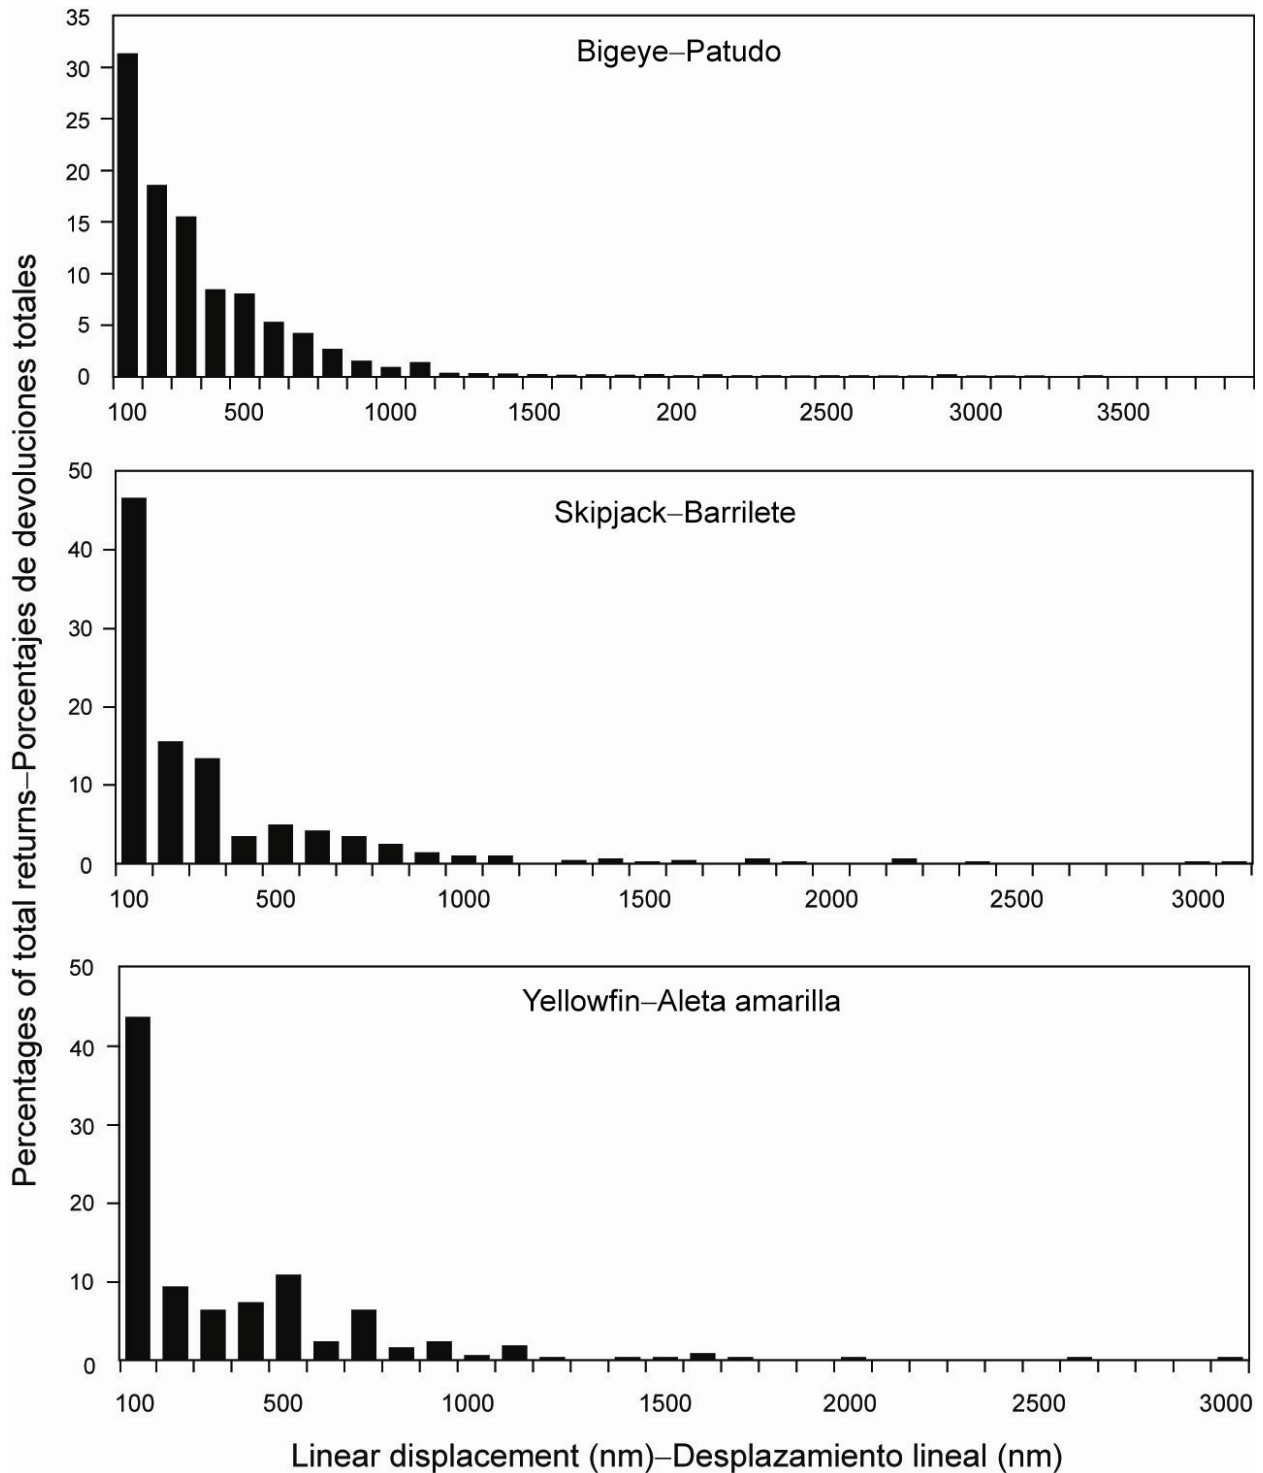 Percentages of total returns–Porcentajes de devoluciones totales
Bigeye–Patudo
35
30
25
20
15
10
5
0
100 500 1000 1500 200 2500 3000 3500
Skipjack–Barrilete
50
40
30
20
10
0
100 500 1000 1500 2000 2500 3000
Yellowfin–Aleta amarilla
50
40
30
20
10
0
100 500 1000 1500 2000 2500 3000
Linear displacement (nm)–Desplazamiento lineal (nm)